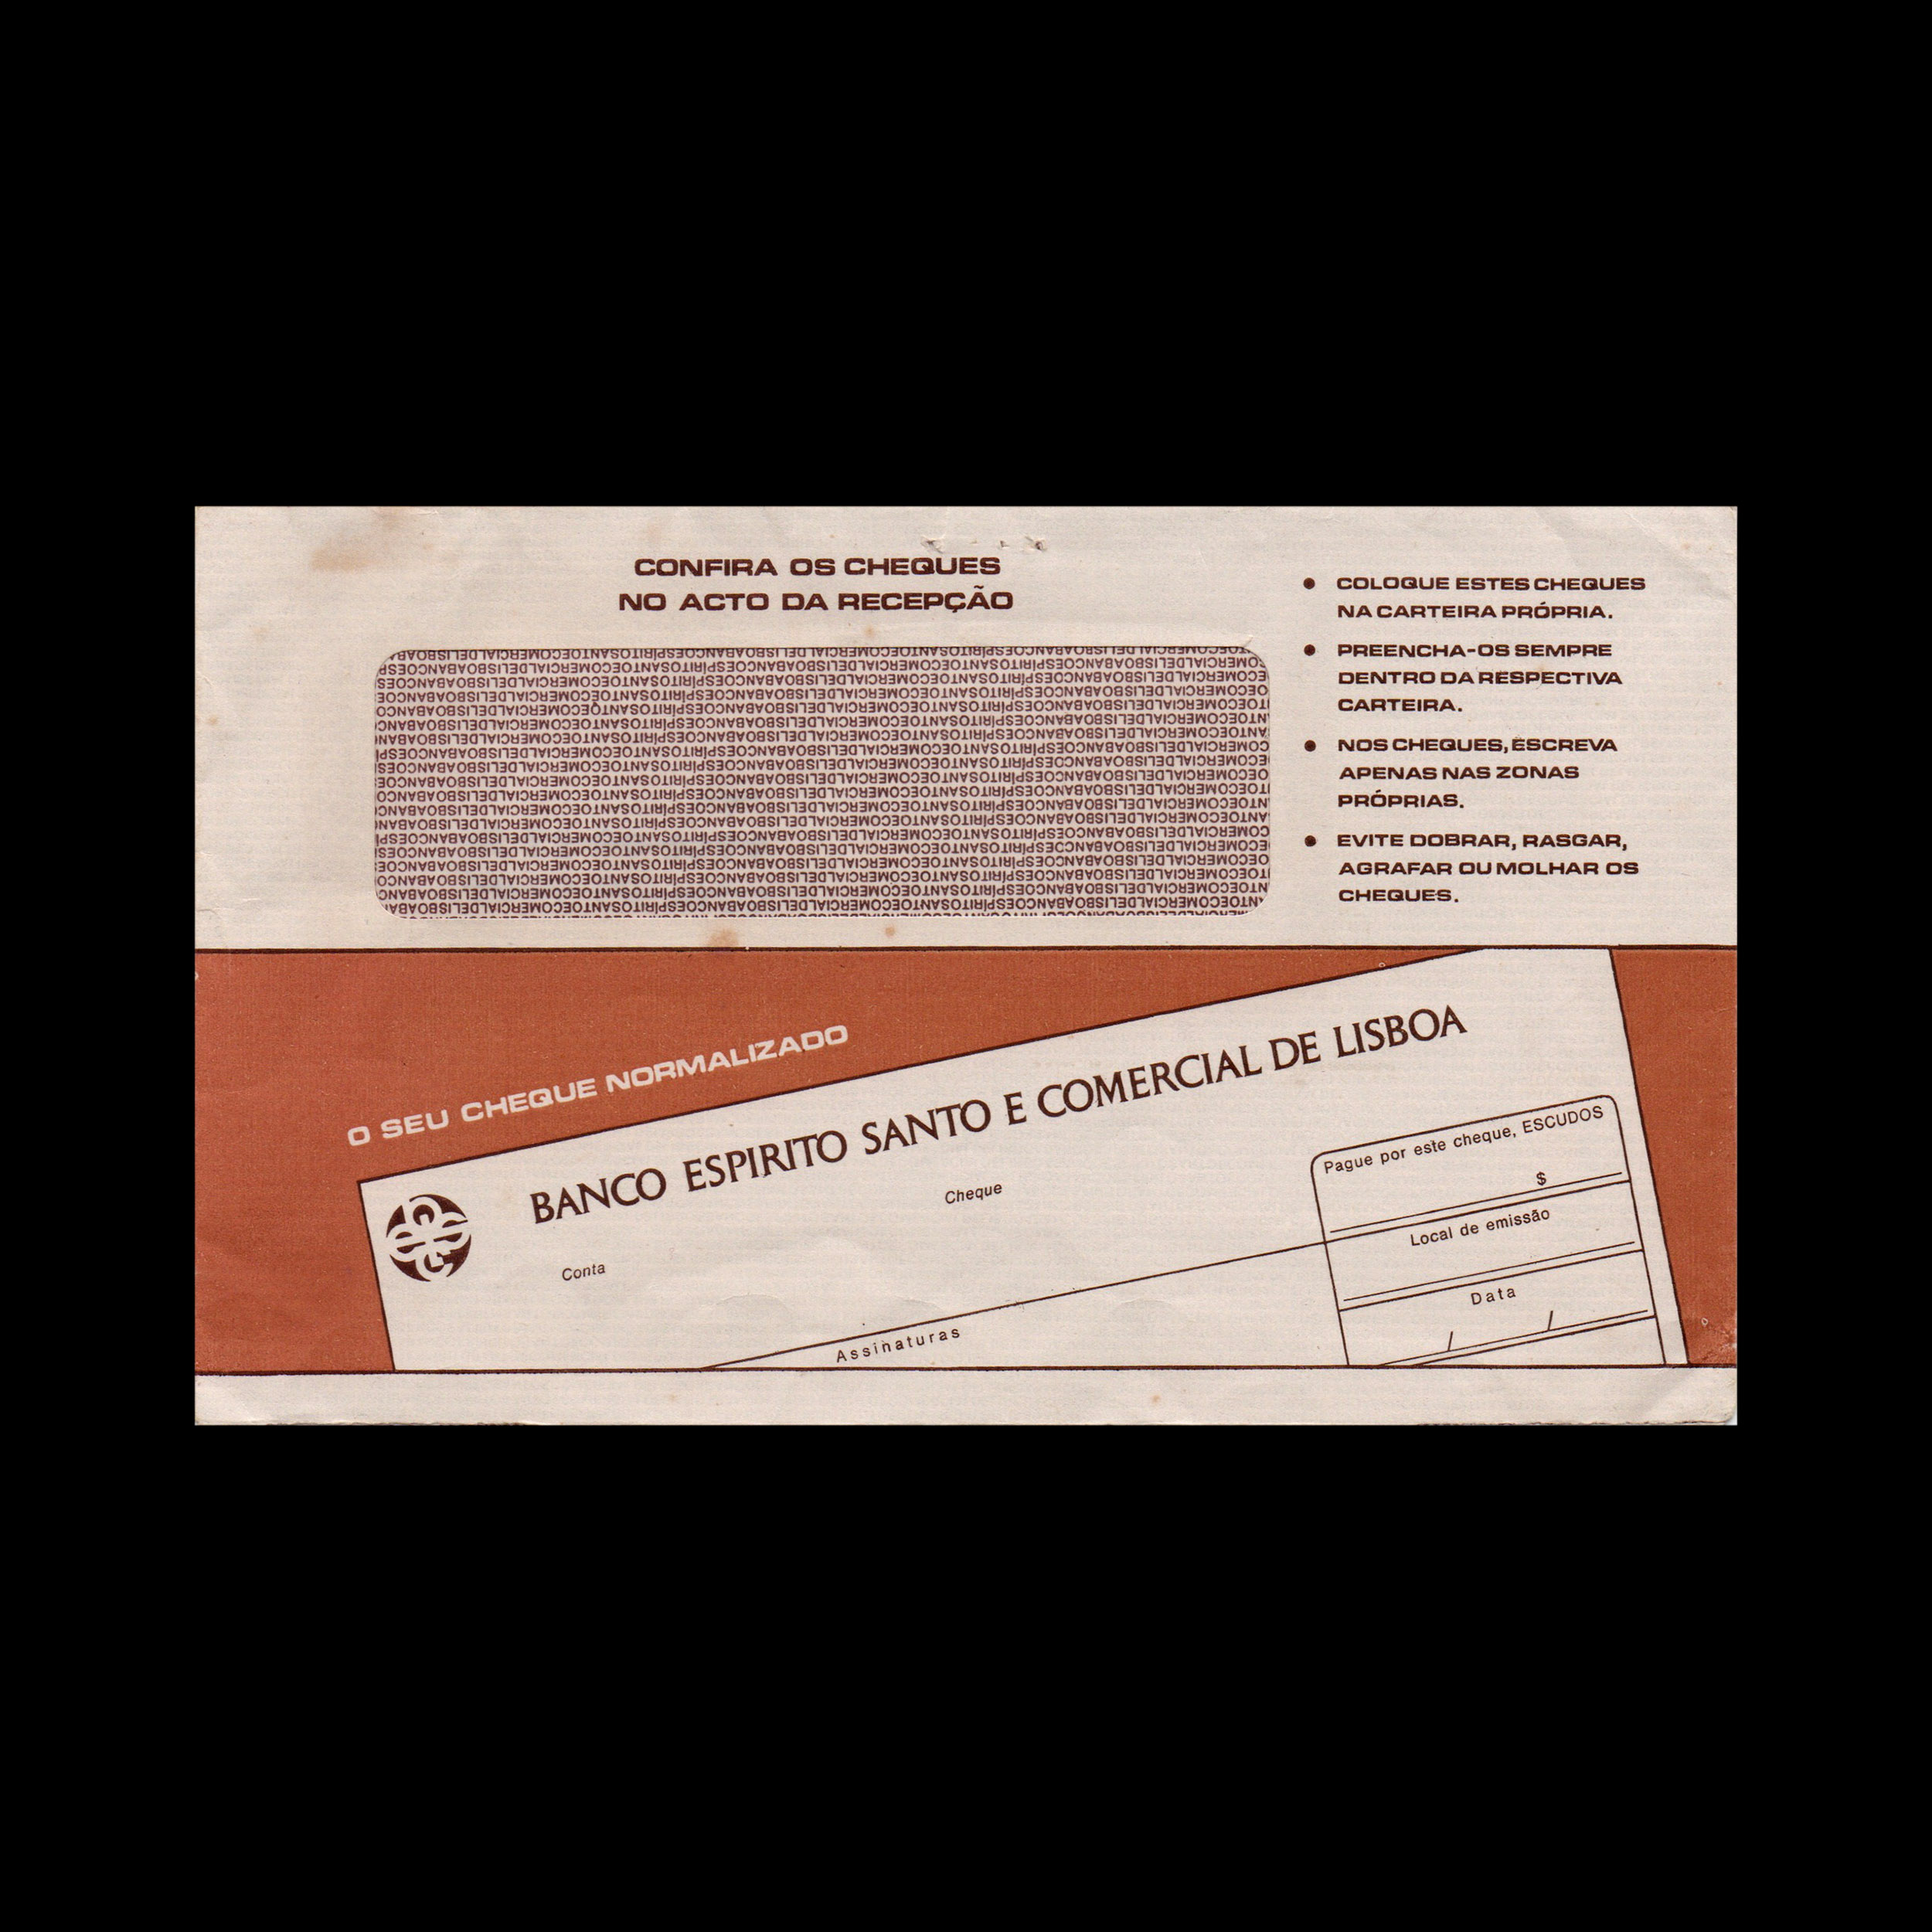 CONFIRA OS CHEQUES
NO ACTO DA RECEPÇÃO
COLOQUE ESTES CHEQUES
NA CARTEIRA PRÓPRIA.
PREENCHA-OS SEMPRE
DENTRO DA RESPECTIVA
CARTEIRA.
NOS CHEQUES, ESCREVA
APENAS NAS ZONAS
PRÓPRIAS.
EVITE DOBRAR, RASGAR,
AGRAFAR OU MOLHAR OS
CHEQUES.
O SEU CHEQUE NORMALIZADO
BANCO ESPIRITO SANTO E COMERCIAL DE LISBOA
Cheque
Conta
Assinaturas
Pague por este cheque, ESCUDOS
$
Local de emissão
Data
/ /